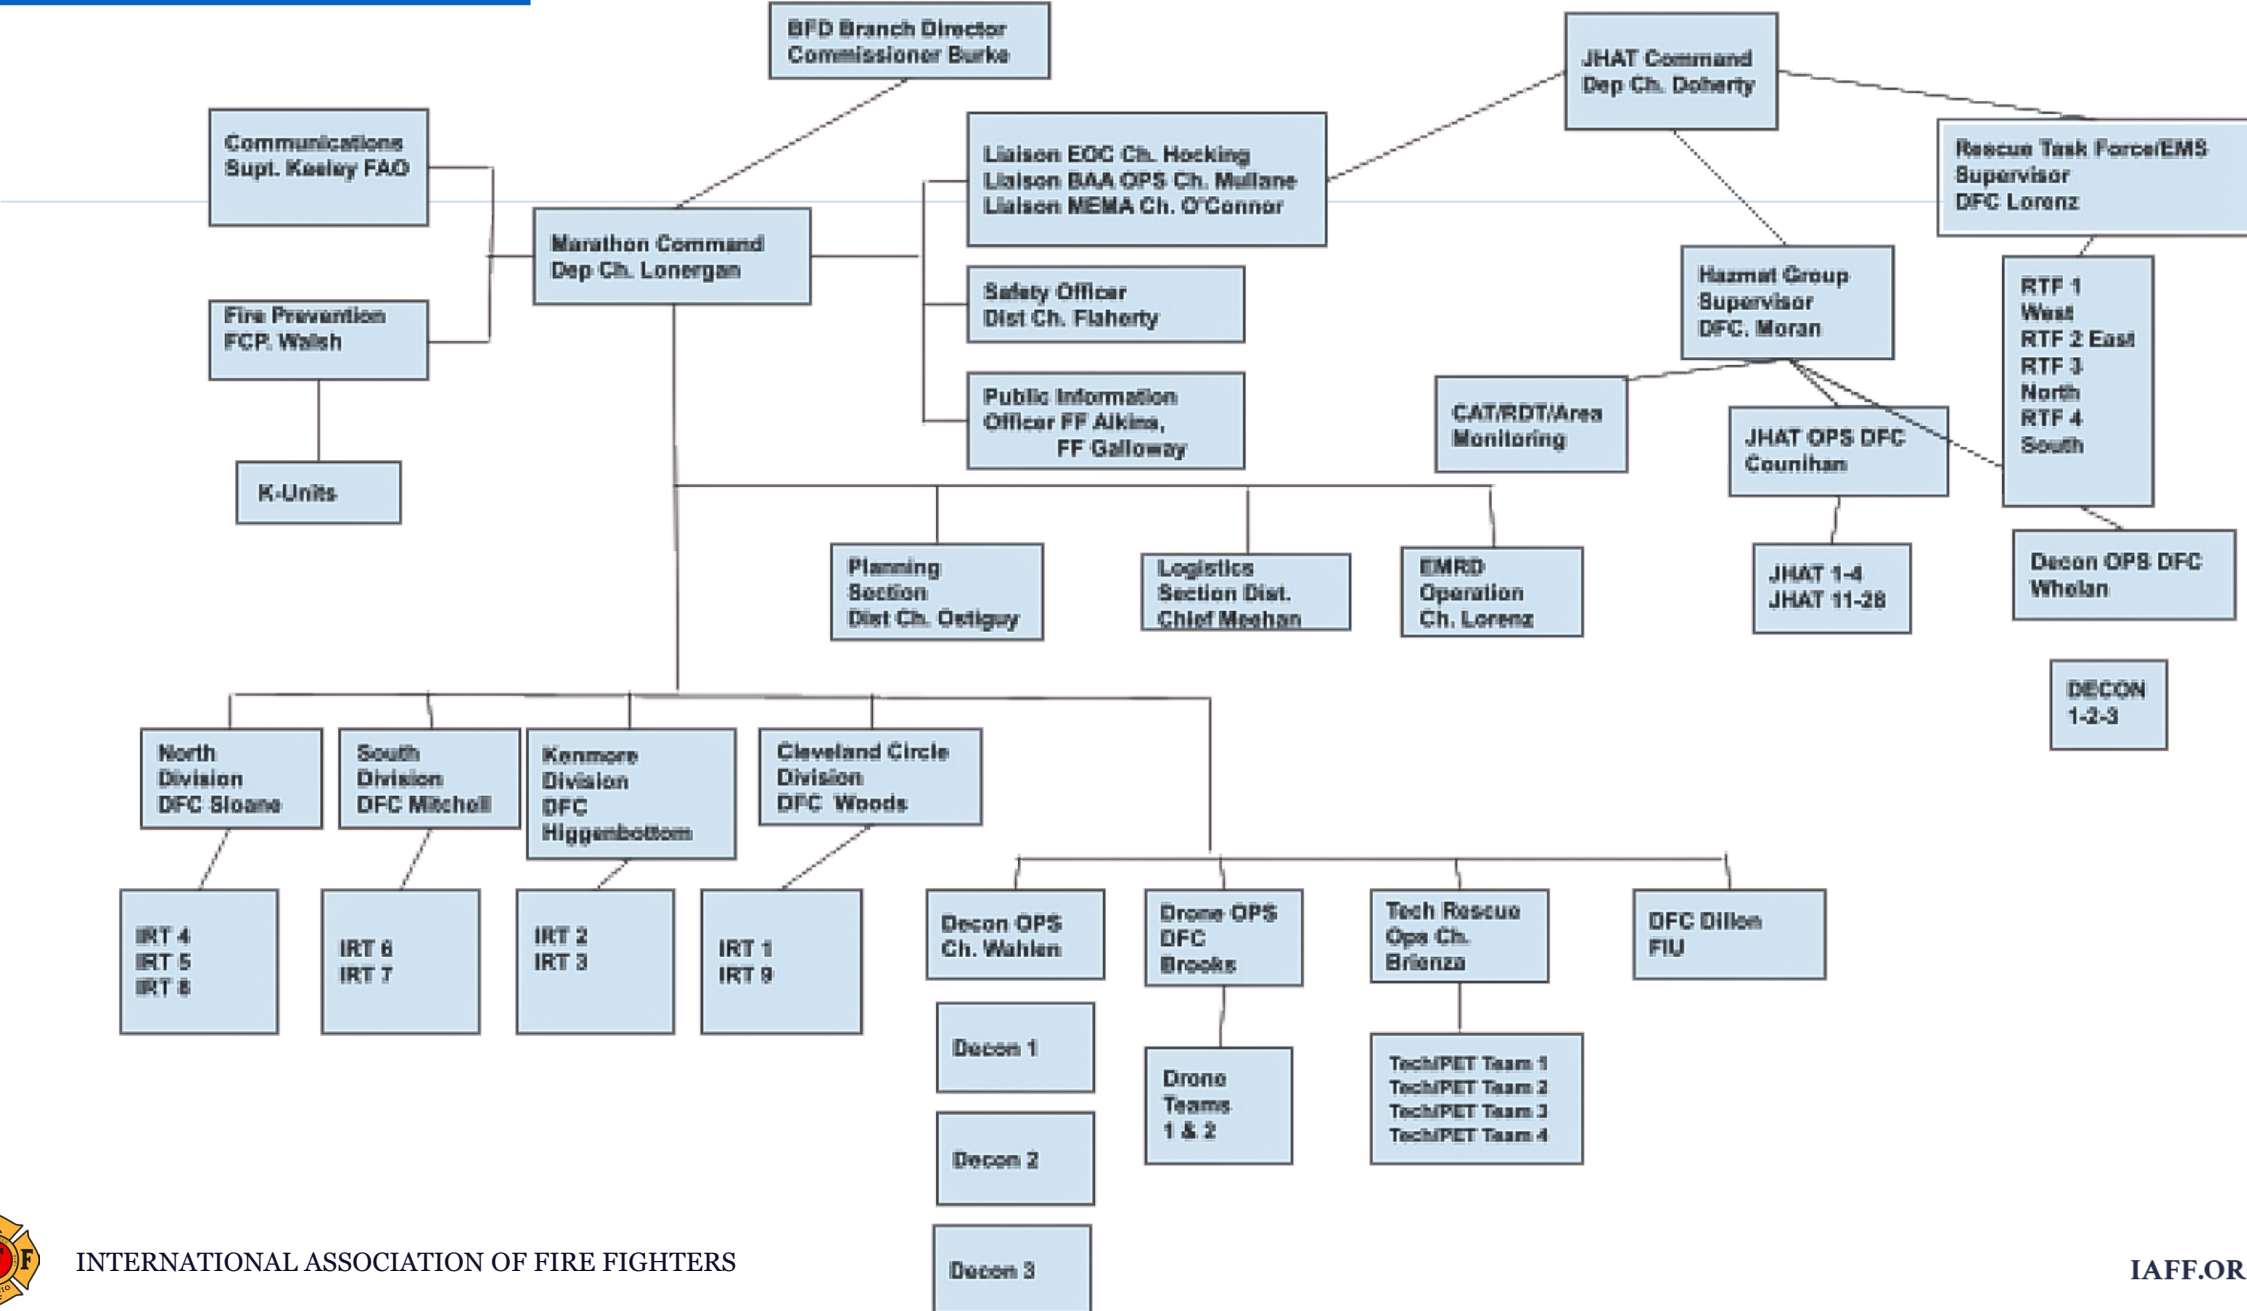 BFD Branch Director
Commissioner Burke
JHAT Command
Dep Ch. Doherty
Communications
Supt. Keeley FAO
Liaison EOC Ch. Hocking
Liaison BAA OPS Ch. Mullane
Liaison MEMA Ch. O'Connor
Rescue Task Force/EMS
Supervisor
DFC Lorenz
Marathon Command
Dep Ch. Lonergan
Safety Officer
Dist Ch. Flaherty
Hazmat Group
Supervisor
DFC. Moran
RTF 1
West
RTF 2 East
RTF 3
North
RTF 4
South
Fire Prevention
FCP. Walsh
Public Information
Officer FF Alkins,
FF Galloway
CAT/RDT/Area
Monitoring
JHAT OPS DFC
Counihan
K-Units
Planning
Section
Dist Ch. Ostiguy
Logistics
Section Dist.
Chief Meehan
EMRD
Operation
Ch. Lorenz
JHAT 1-4
JHAT 11-28
Decon OPS DFC
Whelan
DECON
1-2-3
North
Division
DFC Sloane
South
Division
DFC Mitchell
Kenmore
Division
DFC
Higgenbottom
Cleveland Circle
Division
DFC Woods
IRT 4
IRT 5
IRT 8
IRT 6
IRT 7
IRT 2
IRT 3
IRT 1
IRT 9
Decon OPS
Ch. Wahlen
Drone OPS
DFC
Brooks
Tech Rescue
Ops Ch.
Brienza
DFC Dillon
FIU
Decon 1
Decon 2
Decon 3
Drone
Teams
1 & 2
Tech/PET Team 1
Tech/PET Team 2
Tech/PET Team 3
Tech/PET Team 4
F
INTERNATIONAL ASSOCIATION OF FIRE FIGHTERS
IAFF.OR